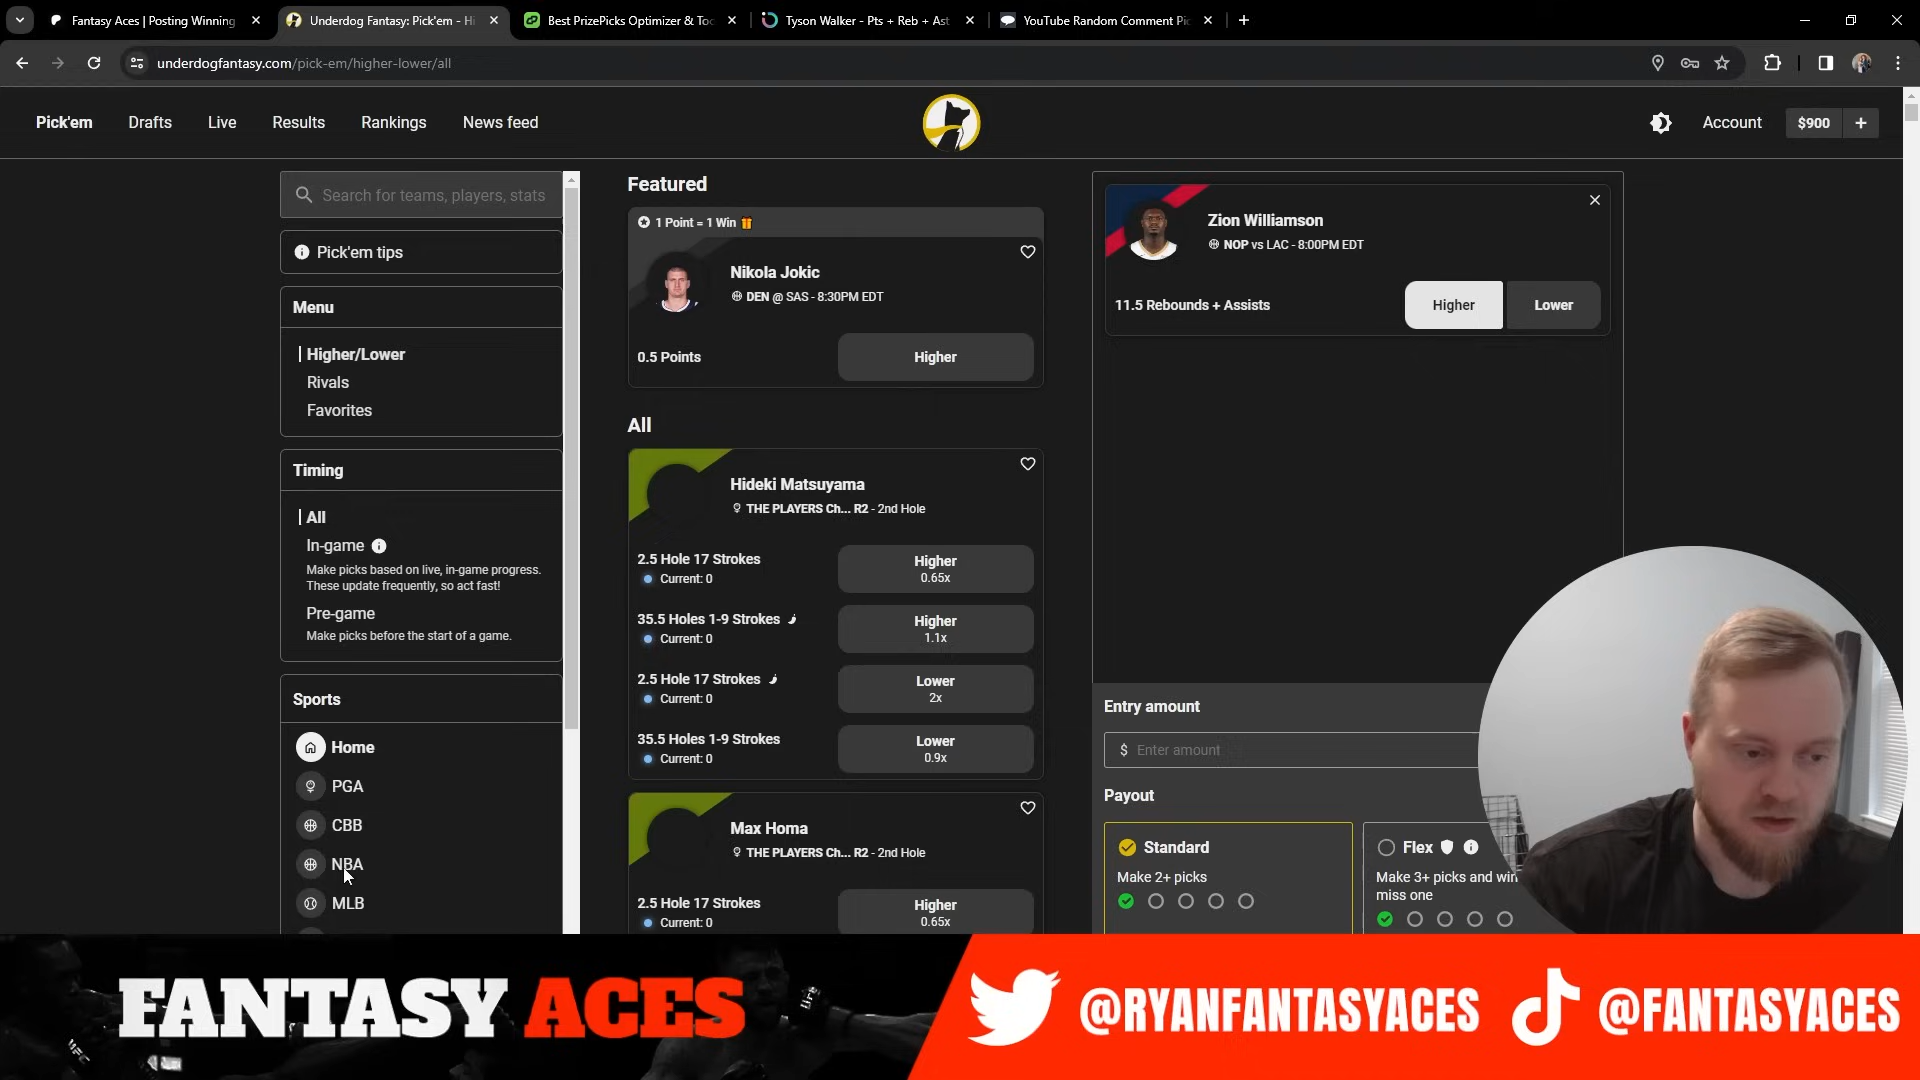 Fantasy Aces | Posting Winning
Underdog Fantasy: Pick'em - Hi
Best PrizePicks Optimizer & Too
Tyson Walker - Pts + Reb + Ast
YouTube Random Comment Pic
underdogfantasy.com/pick-em/higher-lower/all
Pick'em
Drafts
Live
Results
Rankings
News feed
Account
$900
+
Search for teams, players, stats
Pick'em tips
Menu
Higher/Lower
Rivals
Favorites
Timing
All
In-game
Make picks based on live, in-game progress.
These update frequently, so act fast!
Pre-game
Make picks before the start of a game.
Sports
Home
PGA
CBB
NBA
MLB
Featured
1 Point = 1 Win
Nikola Jokic
DEN @ SAS - 8:30PM EDT
0.5 Points
Higher
All
Hideki Matsuyama
THE PLAYERS Ch... R2 - 2nd Hole
2.5 Hole 17 Strokes
Current: 0
Higher
0.65x
35.5 Holes 1-9 Strokes
Current: 0
Higher
1.1x
2.5 Hole 17 Strokes
Current: 0
Lower
2x
35.5 Holes 1-9 Strokes
Current: 0
Lower
0.9x
Max Homa
THE PLAYERS Ch... R2 - 2nd Hole
2.5 Hole 17 Strokes
Current: 0
Higher
0.65x
Zion Williamson
NOP vs LAC - 8:00PM EDT
11.5 Rebounds + Assists
Higher
Lower
Entry amount
$ Enter amount
Payout
Standard
Make 2+ picks
Flex
Make 3+ picks and win
miss one
FANTASY ACES
@RYANFANTASYACES
@FANTASYACES